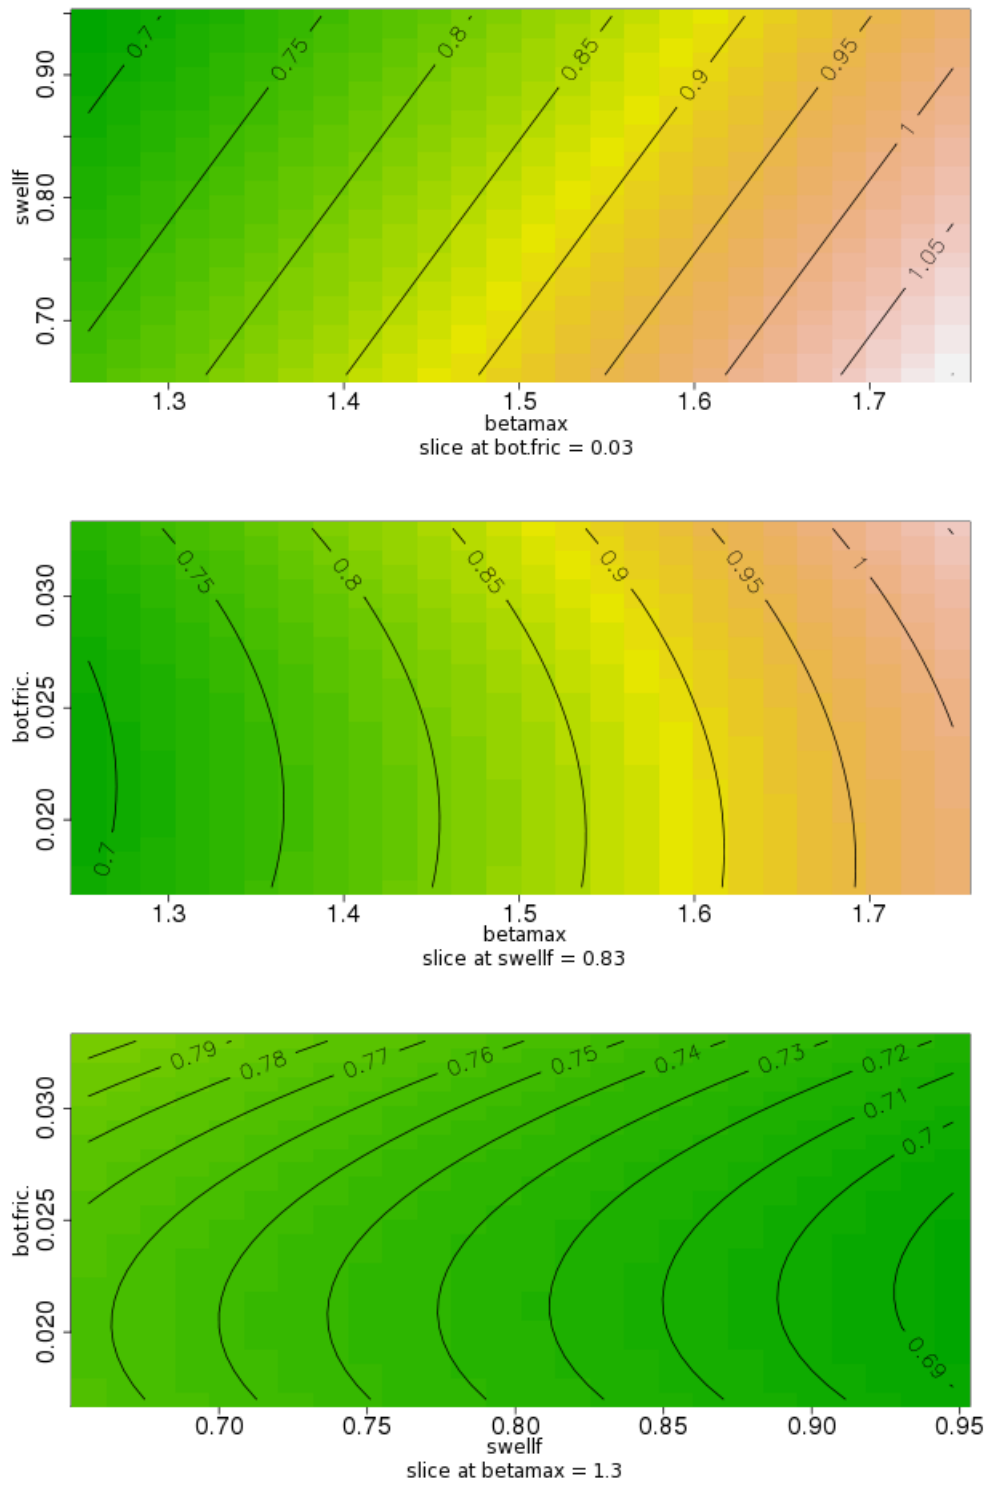 0.7
0.75
0.8
0.85
0.9
0.95
1
1.05
swellf
0.90
0.80
0.70
1.3 1.4 1.5 1.6 1.7
betamax
slice at bot.fric = 0.03
0.7
0.75
0.8
0.85
0.9
0.95
1
bot.fric.
0.030
0.025
0.020
1.3 1.4 1.5 1.6 1.7
betamax
slice at swellf = 0.83
0.79
0.78
0.77
0.76
0.75
0.74
0.73
0.72
0.71
0.7
0.69
bot.fric.
0.030
0.025
0.020
0.70 0.75 0.80 0.85 0.90 0.95
swellf
slice at betamax = 1.3